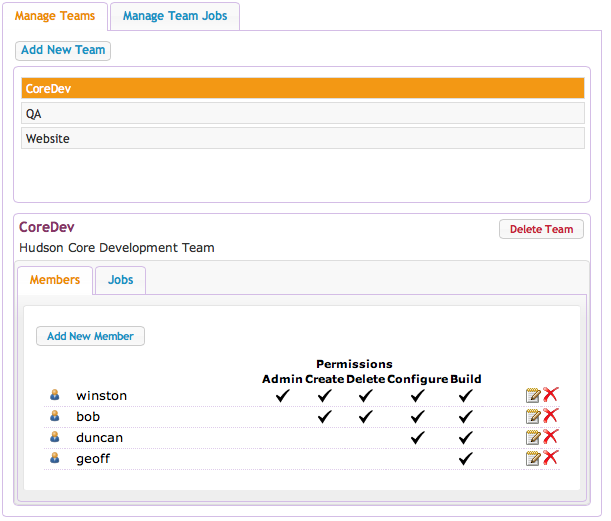 Manage Teams Manage Team Jobs
Add New Team
CoreDev
QA
Website
CoreDev Delete Team
Hudson Core Development Team
Members Jobs
Add New Member
Permissions
Admin Create Delete Configure Build
winston
bob
duncan
geoff